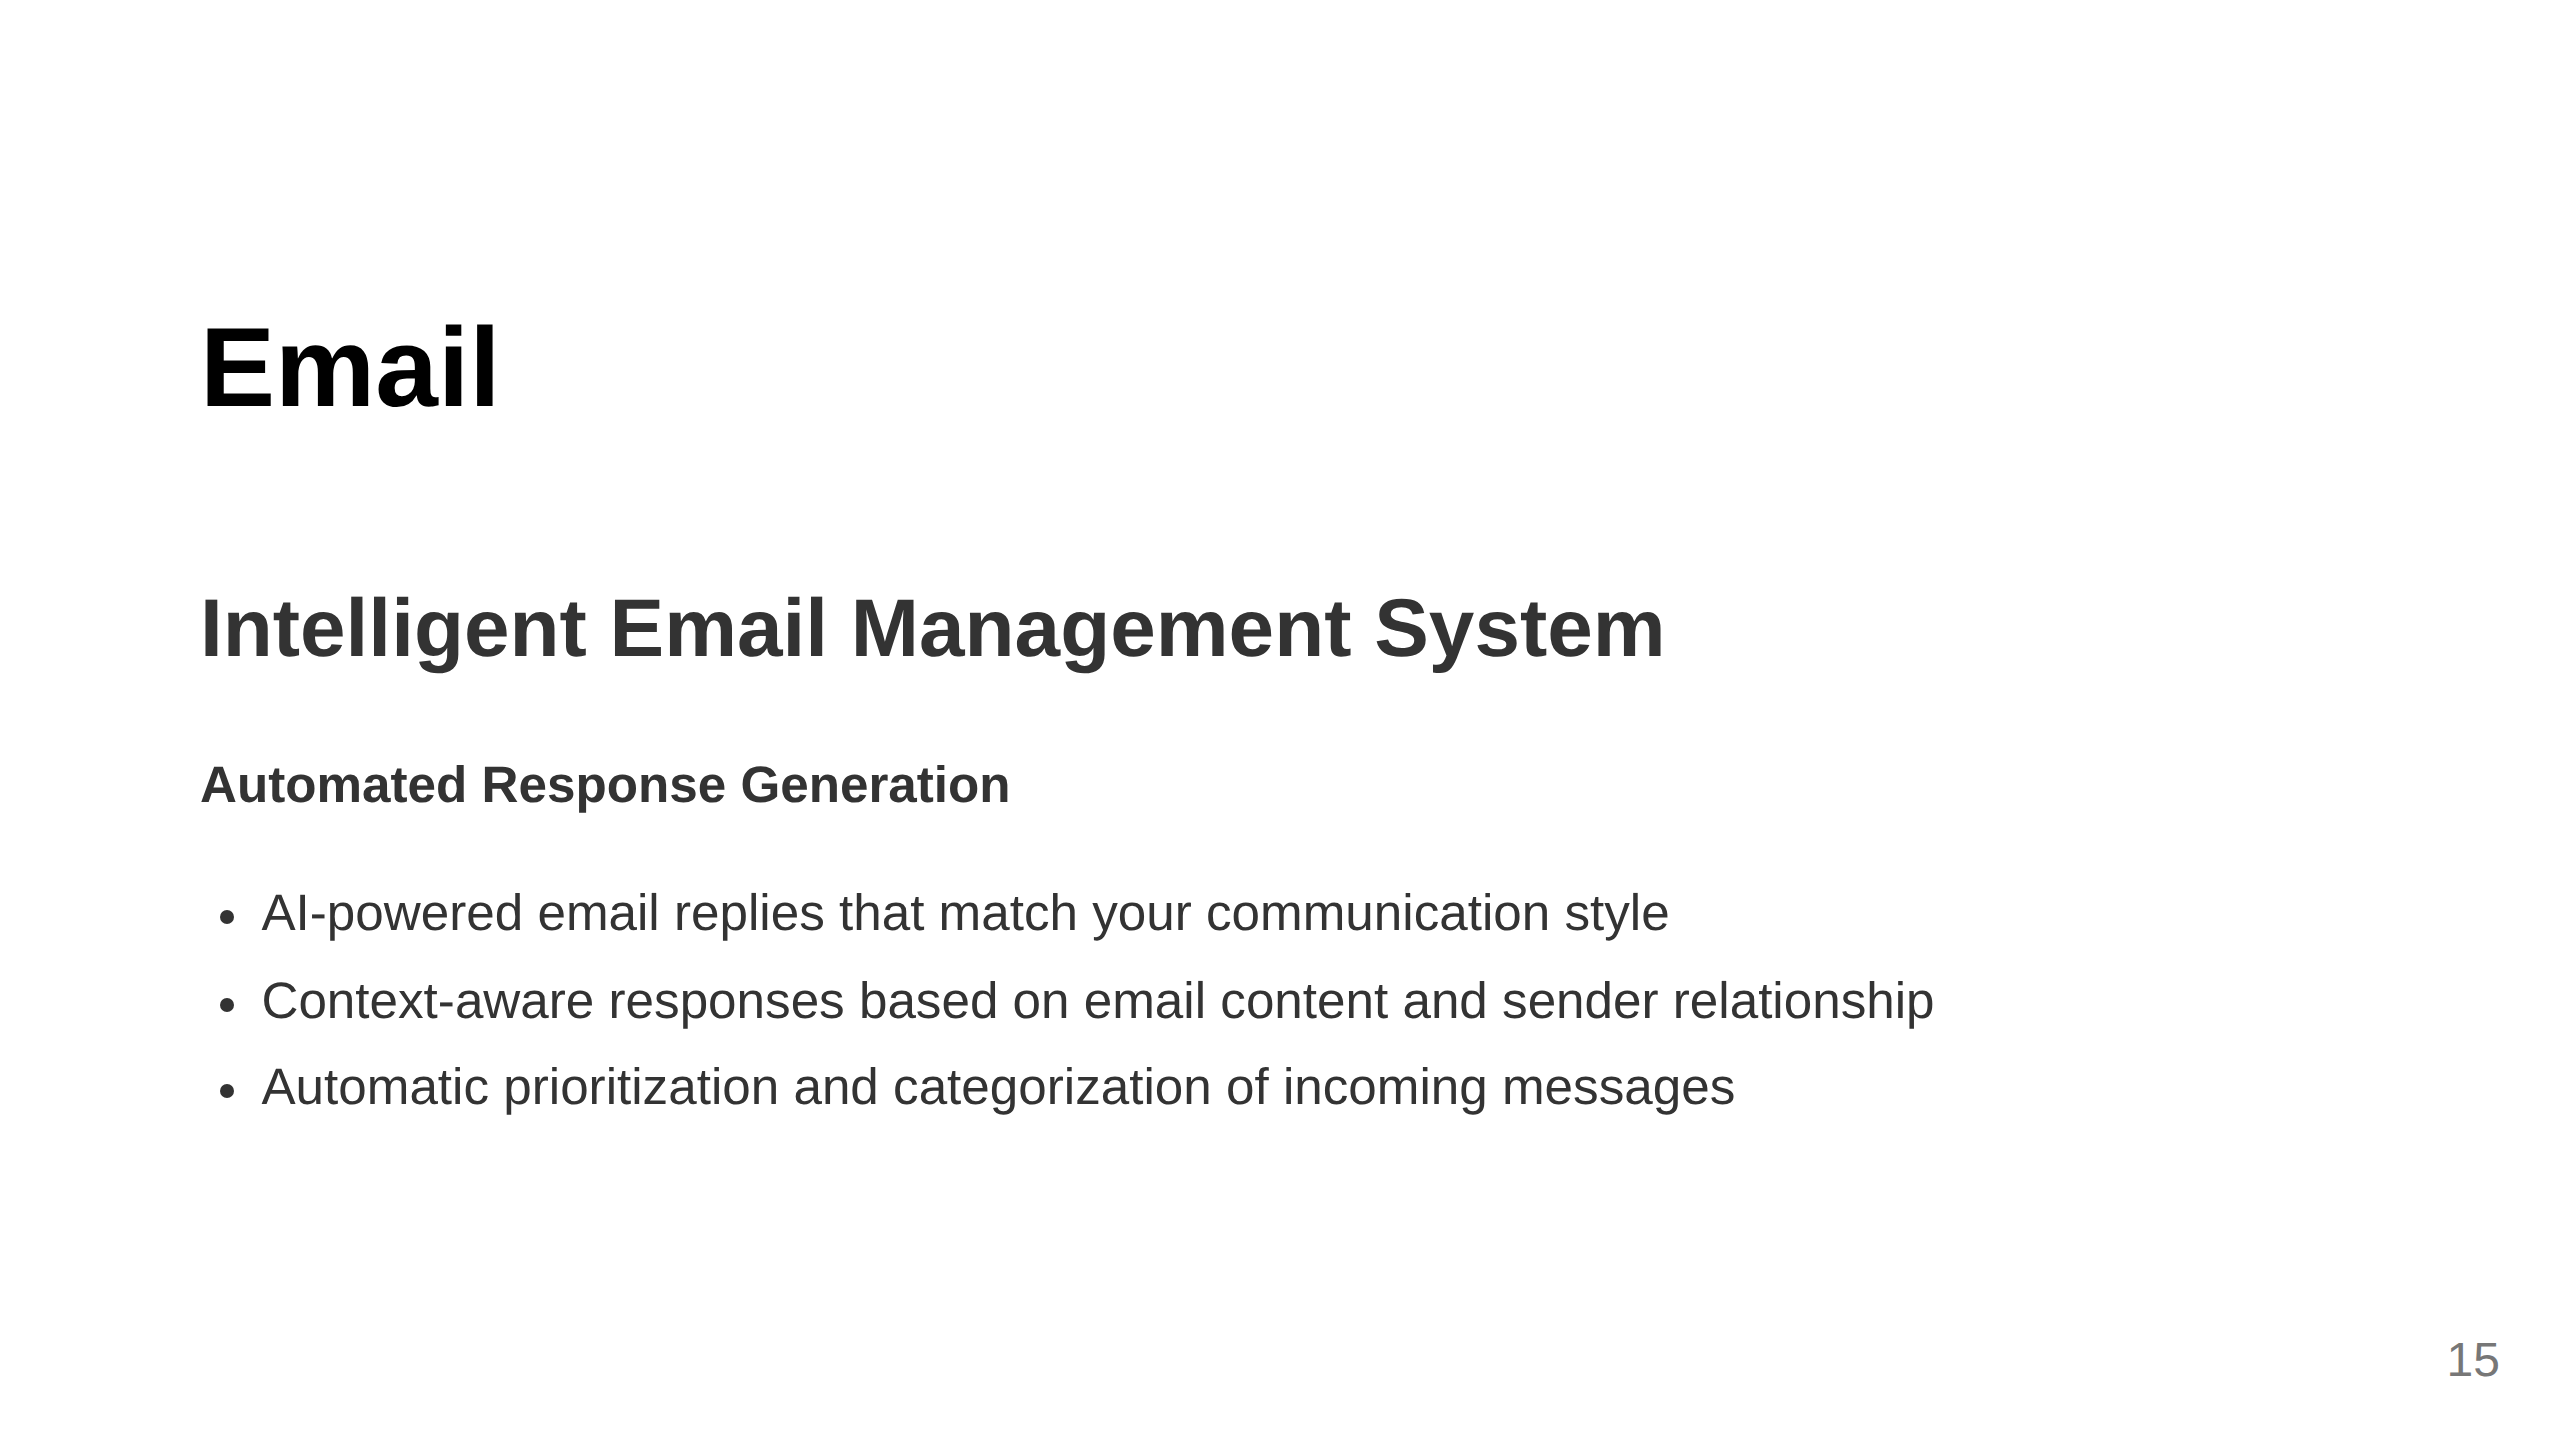 Email
Intelligent Email Management System
Automated Response Generation
• AI-powered email replies that match your communication style
• Context-aware responses based on email content and sender relationship
• Automatic prioritization and categorization of incoming messages
15